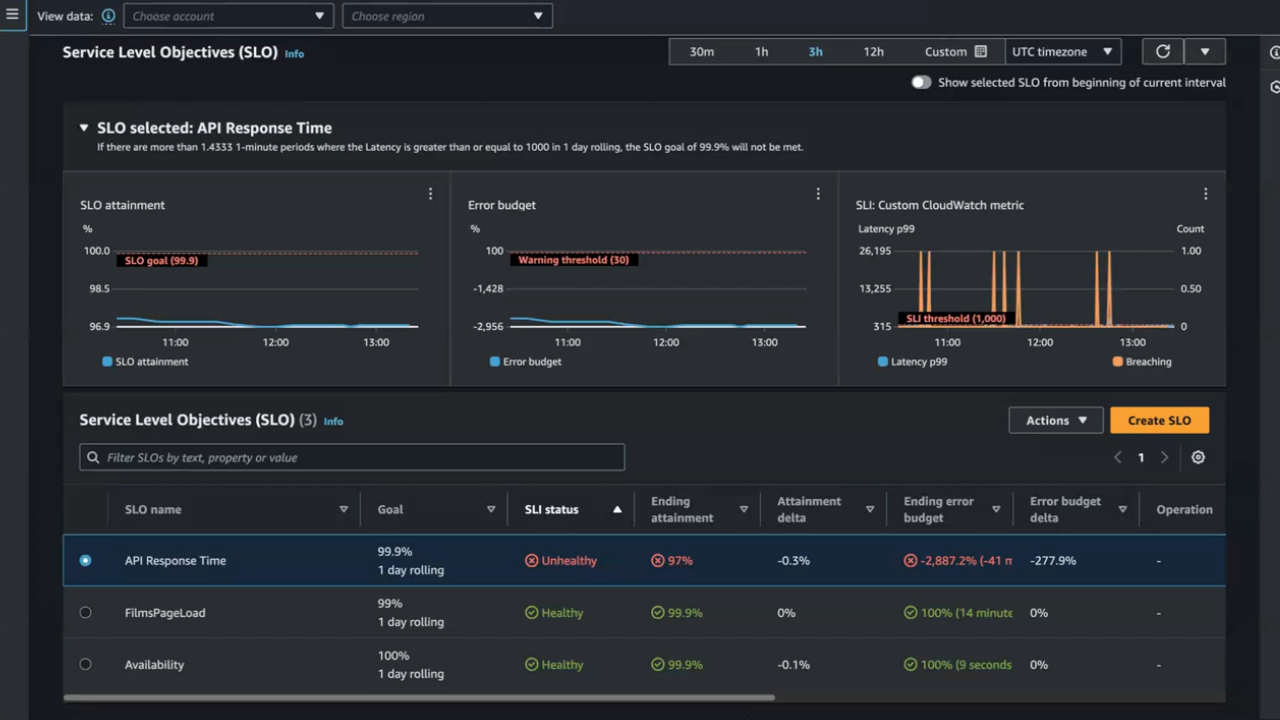 View data:
Choose account
Choose region
Service Level Objectives (SLO) Info
30m 1h 3h 12h Custom UTC timezone
Show selected SLO from beginning of current interval
SLO selected: API Response Time
If there are more than 1.4333 1-minute periods where the Latency is greater than or equal to 1000 in 1 day rolling, the SLO goal of 99.9% will not be met.
SLO attainment
%
100.0
SLO goal (99.9)
98.5
96.9
11:00 12:00 13:00
SLO attainment
Error budget
%
100
Warning threshold (30)
-1,428
-2,956
11:00 12:00 13:00
Error budget
SLI: Custom CloudWatch metric
Latency p99 Count
26,195 1.00
13,255 0.50
SLI threshold (1,000)
315 0
11:00 12:00 13:00
Latency p99 Breaching
Service Level Objectives (SLO) (3) Info
Actions Create SLO
Filter SLOs by text, property or value
1
SLO name Goal SLI status Ending attainment Attainment delta Ending error budget Error budget delta Operation
API Response Time 99.9% 1 day rolling Unhealthy 97% -0.3% -2,887.2% (-41 m -277.9% -
FilmsPageLoad 99% 1 day rolling Healthy 99.9% 0% 100% (14 minute 0% -
Availability 100% 1 day rolling Healthy 99.9% -0.1% 100% (9 seconds 0% -